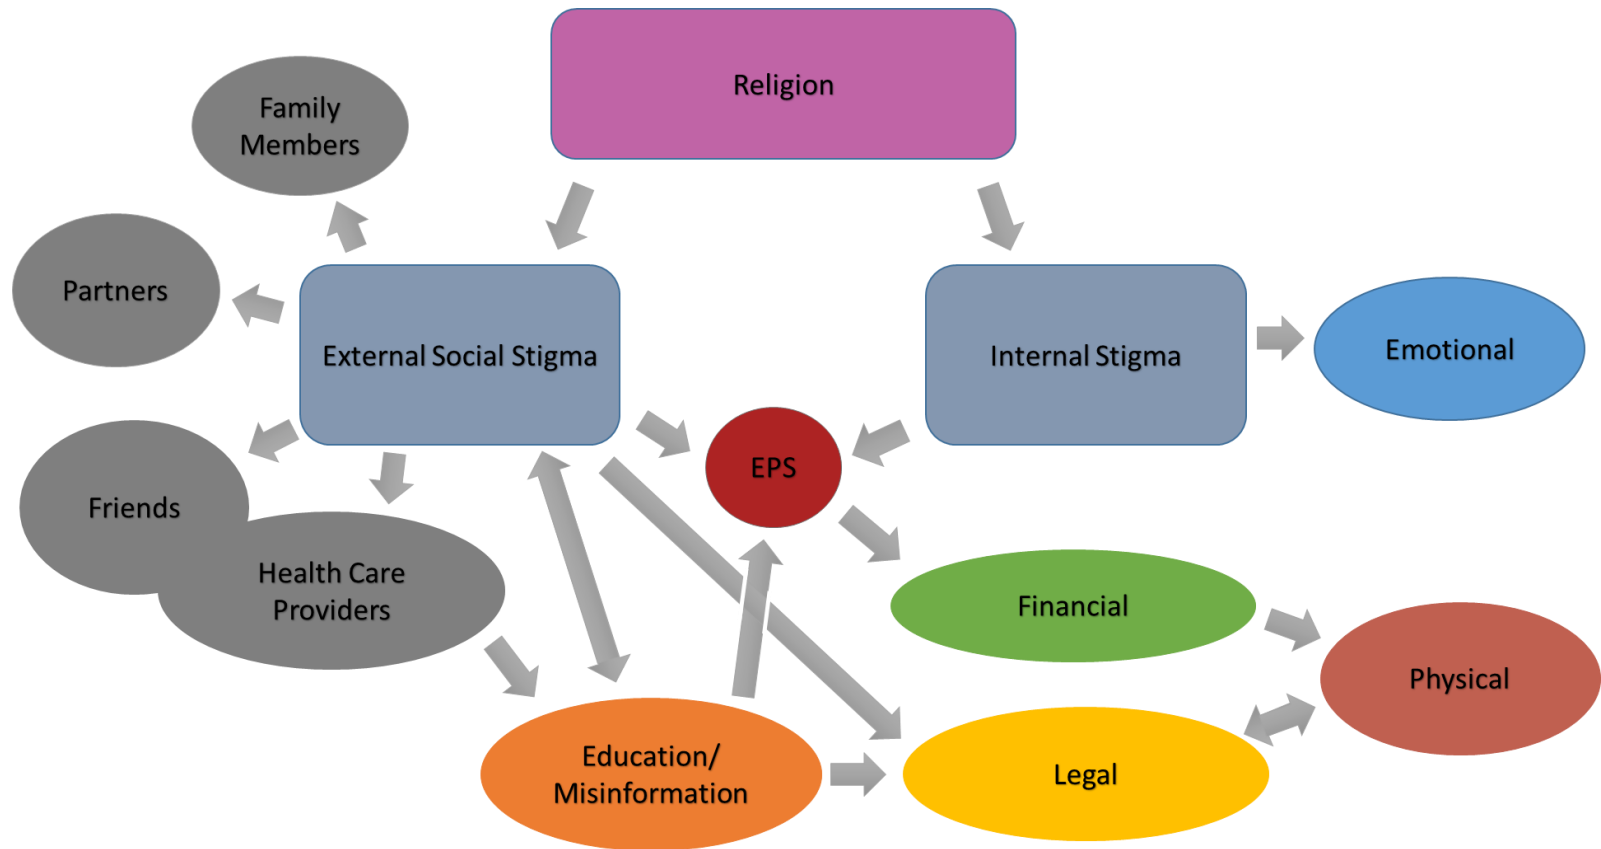 Religion
Family
Members
Partners
External Social Stigma
Internal Stigma
Emotional
EPS
Friends
Health Care
Providers
Financial
Physical
Education/
Misinformation
Legal